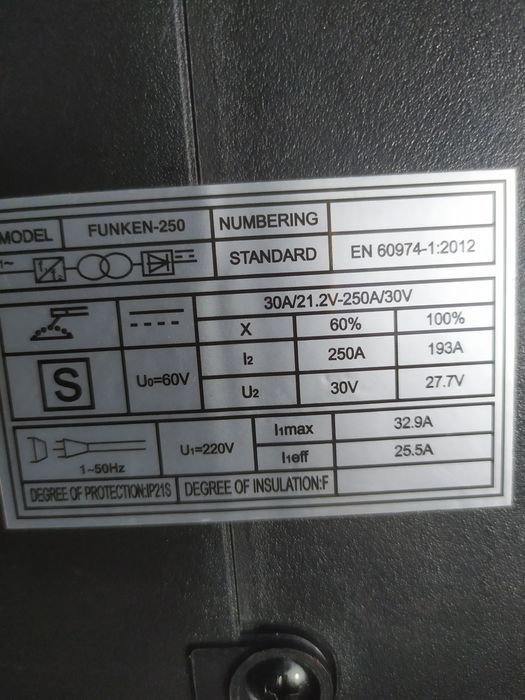 MODEL FUNKEN-250 NUMBERING
STANDARD EN 60974-1:2012
1~
30A/21.2V-250A/30V
X 60% 100%
I2 250A 193A
S U0=60V U2 30V 27.7V
U1=220V I1max 32.9A
1~50Hz I1eff 25.5A
DEGREE OF PROTECTION:IP21S DEGREE OF INSULATION:F